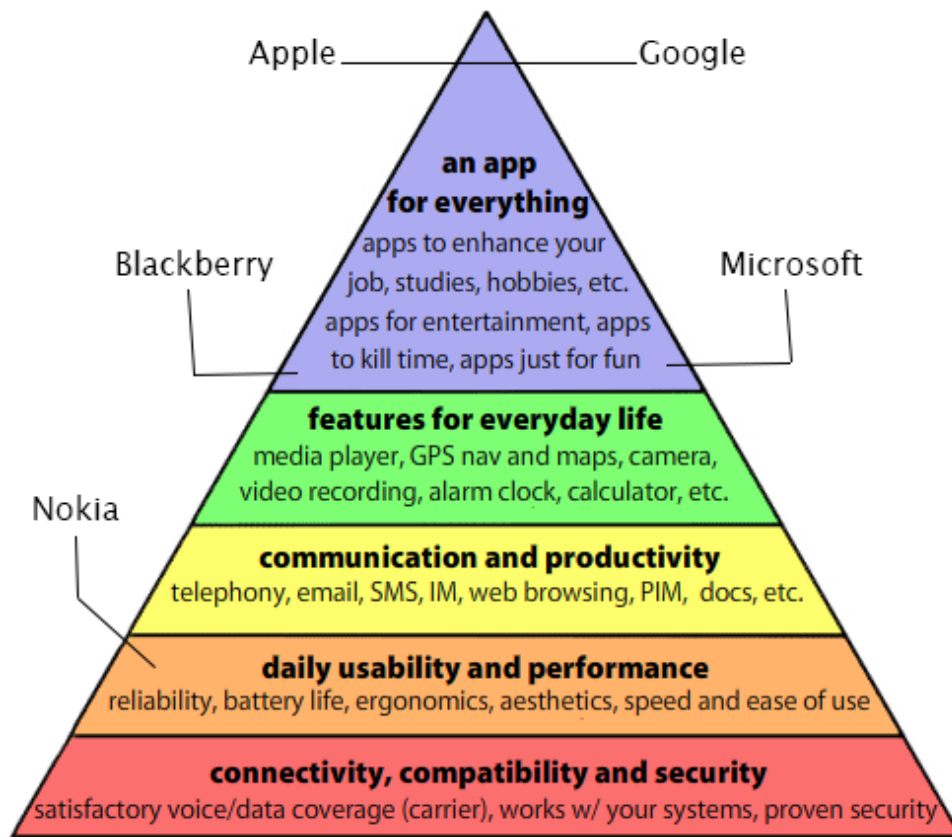 Apple
Google
an app
for everything
apps to enhance your
job, studies, hobbies, etc.
apps for entertainment, apps
to kill time, apps just for fun
Blackberry
Microsoft
features for everyday life
media player, GPS nav and maps, camera,
video recording, alarm clock, calculator, etc.
Nokia
communication and productivity
telephony, email, SMS, IM, web browsing, PIM, docs, etc.
daily usability and performance
reliability, battery life, ergonomics, aesthetics, speed and ease of use
connectivity, compatibility and security
satisfactory voice/data coverage (carrier), works w/ your systems, proven security